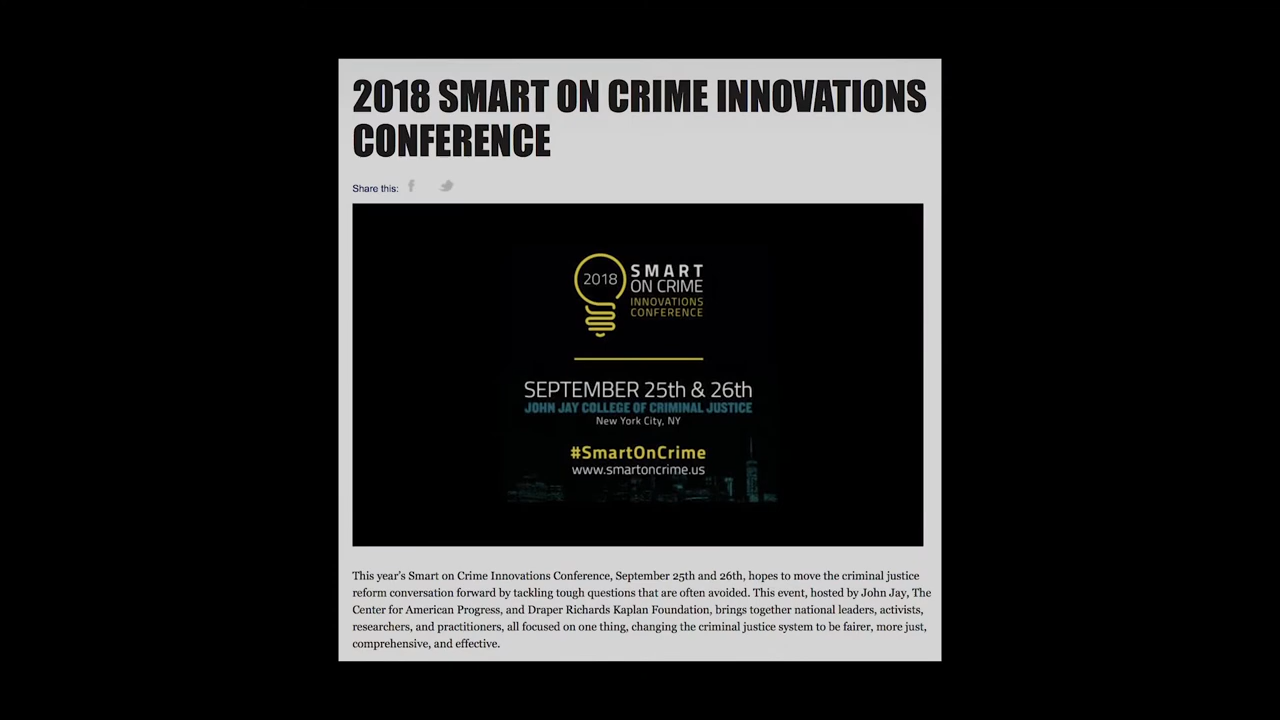 2018 SMART ON CRIME INNOVATIONS
CONFERENCE
Share this:
2018
SMART
ON CRIME
INNOVATIONS
CONFERENCE
SEPTEMBER 25th & 26th
JOHN JAY COLLEGE OF CRIMINAL JUSTICE
New York City, NY
#SmartOnCrime
www.smartoncrime.us
This year's Smart on Crime Innovations Conference, September 25th and 26th, hopes to move the criminal justice
reform conversation forward by tackling tough questions that are often avoided. This event, hosted by John Jay, The
Center for American Progress, and Draper Richards Kaplan Foundation, brings together national leaders, activists,
researchers, and practitioners, all focused on one thing, changing the criminal justice system to be fairer, more just,
comprehensive, and effective.